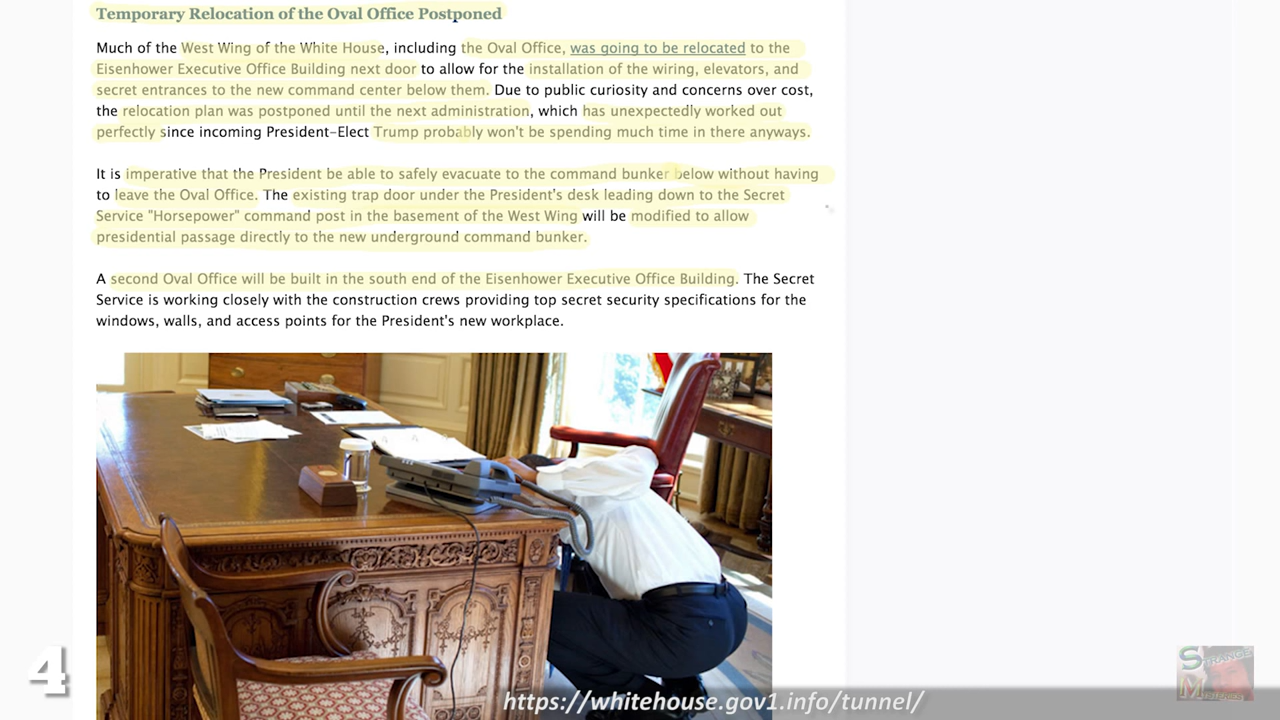 Temporary Relocation of the Oval Office Postponed
Much of the West Wing of the White House, including the Oval Office, was going to be relocated to the
Eisenhower Executive Office Building next door to allow for the installation of the wiring, elevators, and
secret entrances to the new command center below them. Due to public curiosity and concerns over cost,
the relocation plan was postponed until the next administration, which has unexpectedly worked out
perfectly since incoming President-Elect Trump probably won't be spending much time in there anyways.
It is imperative that the President be able to safely evacuate to the command bunker below without having
to leave the Oval Office. The existing trap door under the President's desk leading down to the Secret
Service "Horsepower" command post in the basement of the West Wing will be modified to allow
presidential passage directly to the new underground command bunker.
A second Oval Office will be built in the south end of the Eisenhower Executive Office Building. The Secret
Service is working closely with the construction crews providing top secret security specifications for the
windows, walls, and access points for the President's new workplace.
4
STRANGE
https://whitehouse.gov1.info/tunnel/